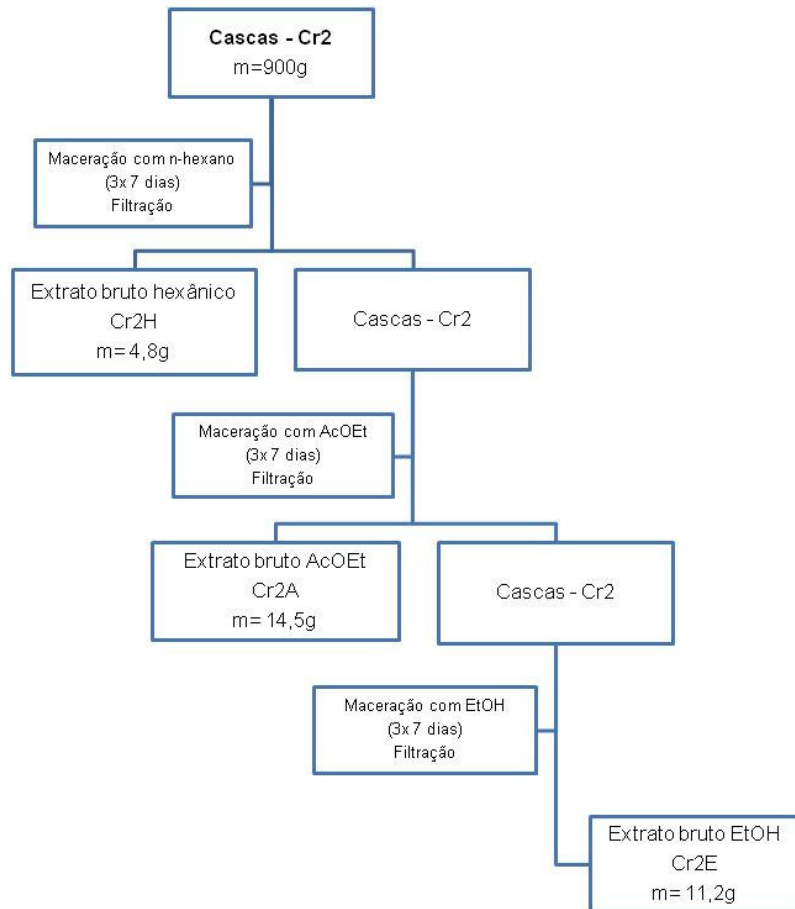 Cascas - Cr2
m=900g
Maceração com n-hexano
(3x 7 dias)
Filtração
Extrato bruto hexânico
Cr2H
m= 4,8g
Cascas - Cr2
Maceração com AcOEt
(3x 7 dias)
Filtração
Extrato bruto AcOEt
Cr2A
m= 14,5g
Cascas - Cr2
Maceração com EtOH
(3x 7 dias)
Filtração
Extrato bruto EtOH
Cr2E
m= 11,2g